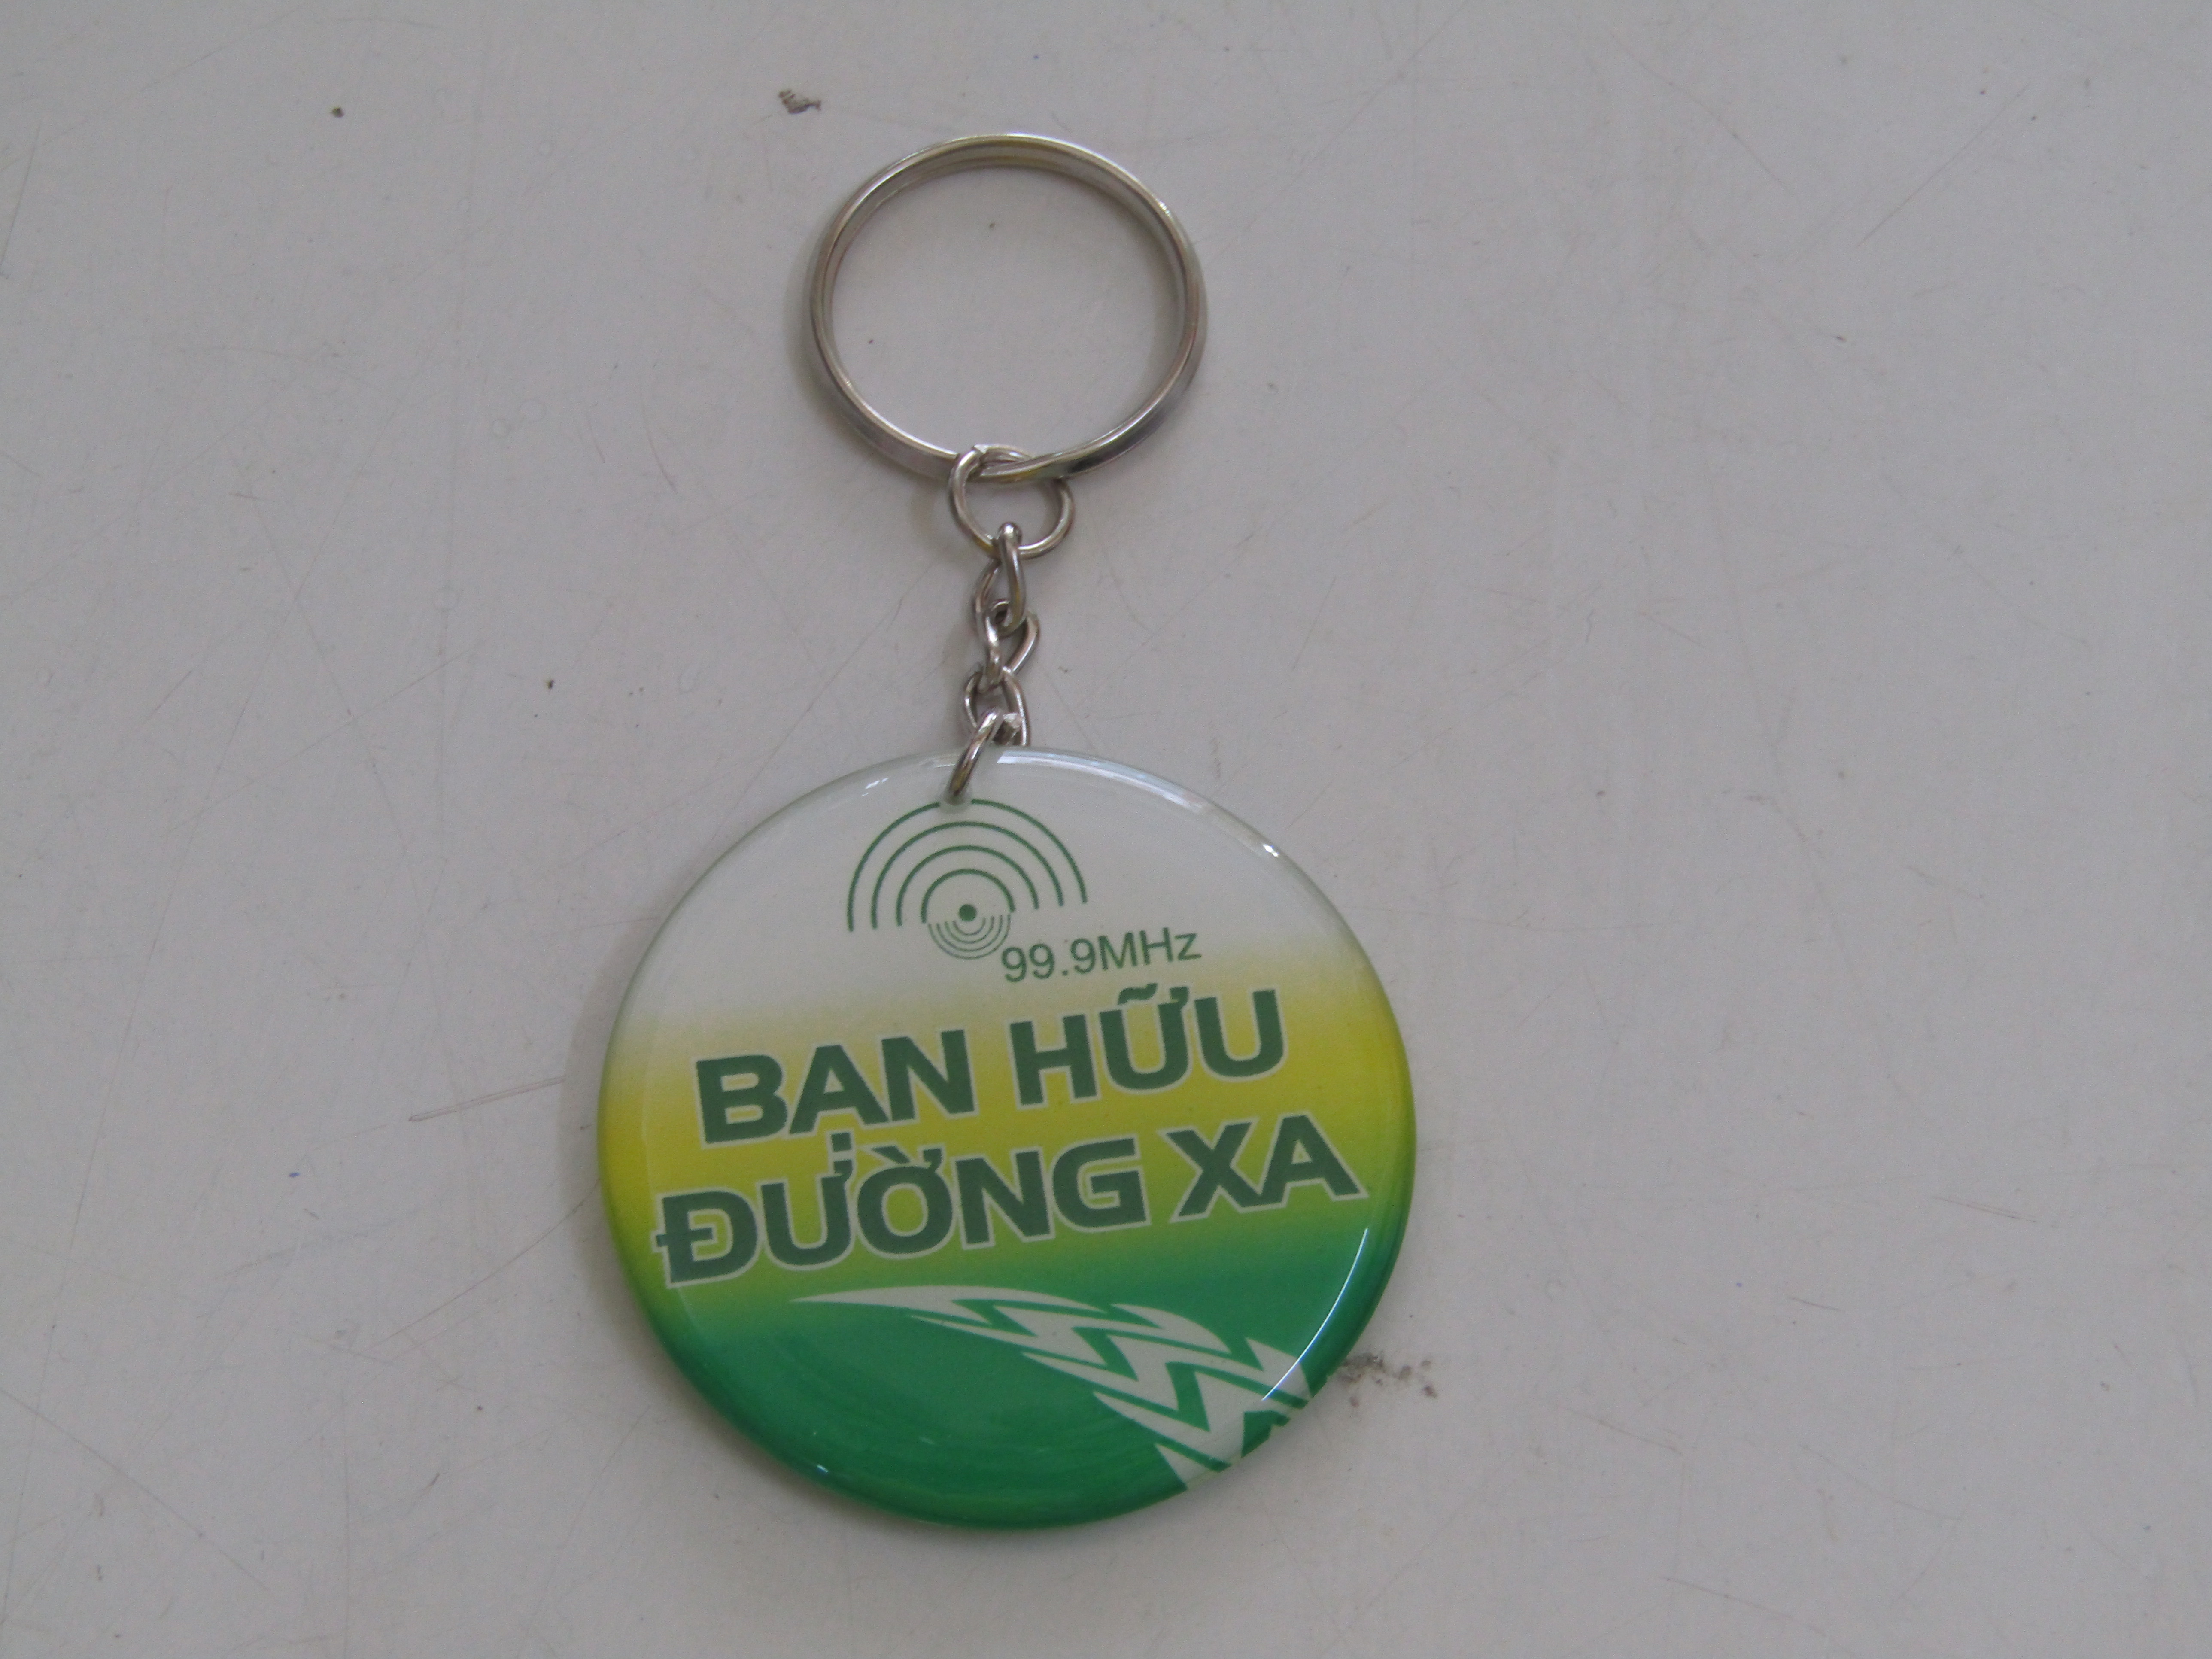 99.9MHz
BẠN HỮU
ĐƯỜNG XA